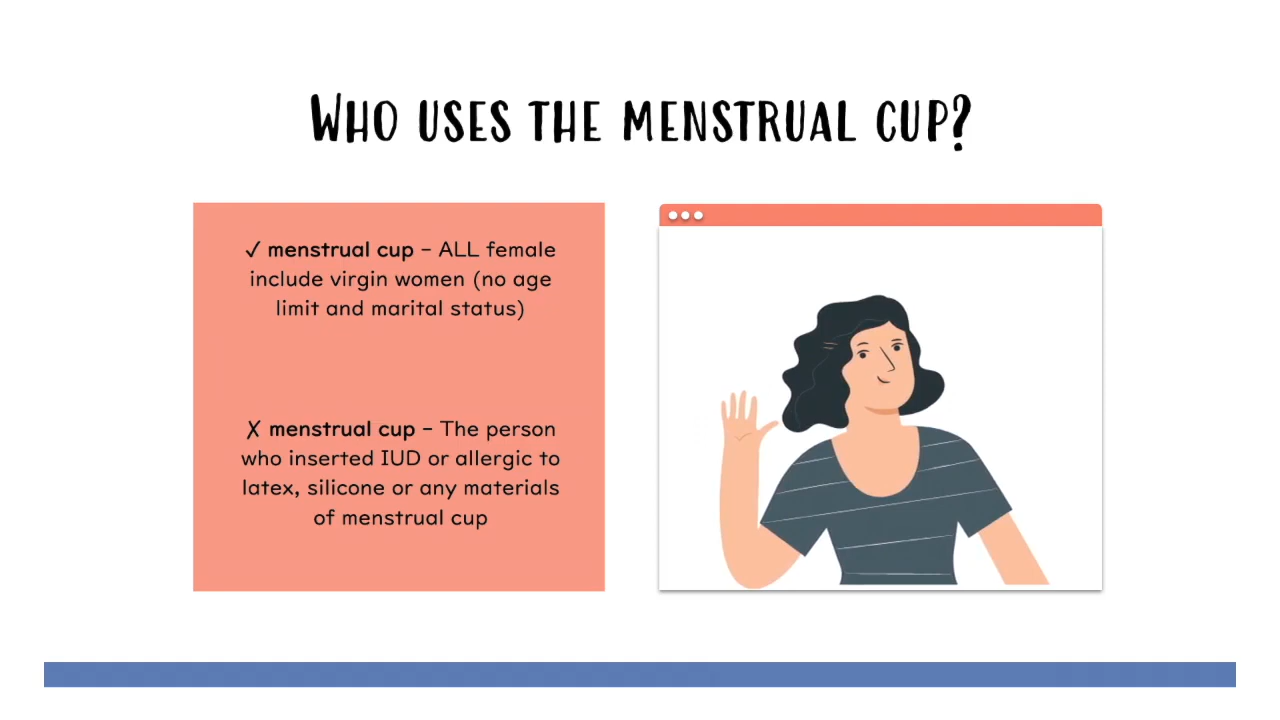 WHO USES THE MENSTRUAL CUP?
✓ menstrual cup - ALL female
include virgin women (no age
limit and marital status)
✗ menstrual cup - The person
who inserted IUD or allergic to
latex, silicone or any materials
of menstrual cup